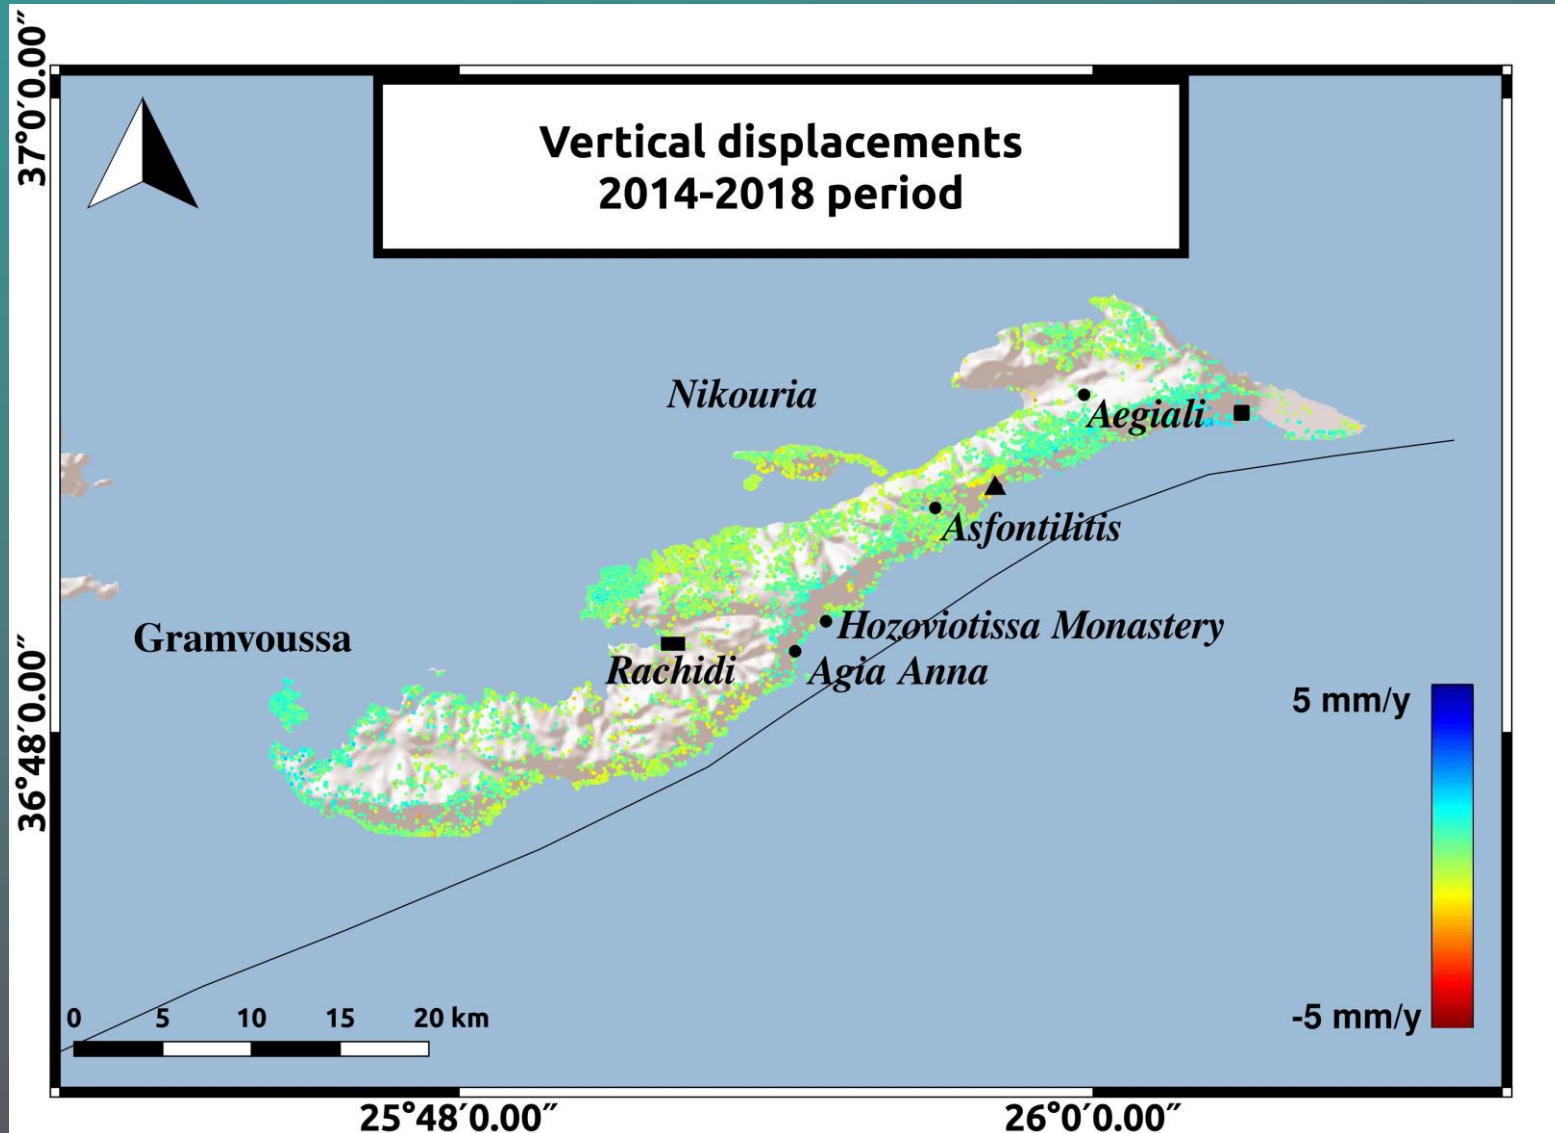 Vertical displacements
2014-2018 period
37°0′0.00″
Nikouria
Aegiali
Asfontilitis
Hozoviotissa Monastery
Gramvoussa
Rachidi
Agia Anna
36°48′0.00″
5 mm/y
-5 mm/y
0 5 10 15 20 km
25°48′0.00″ 26°0′0.00″